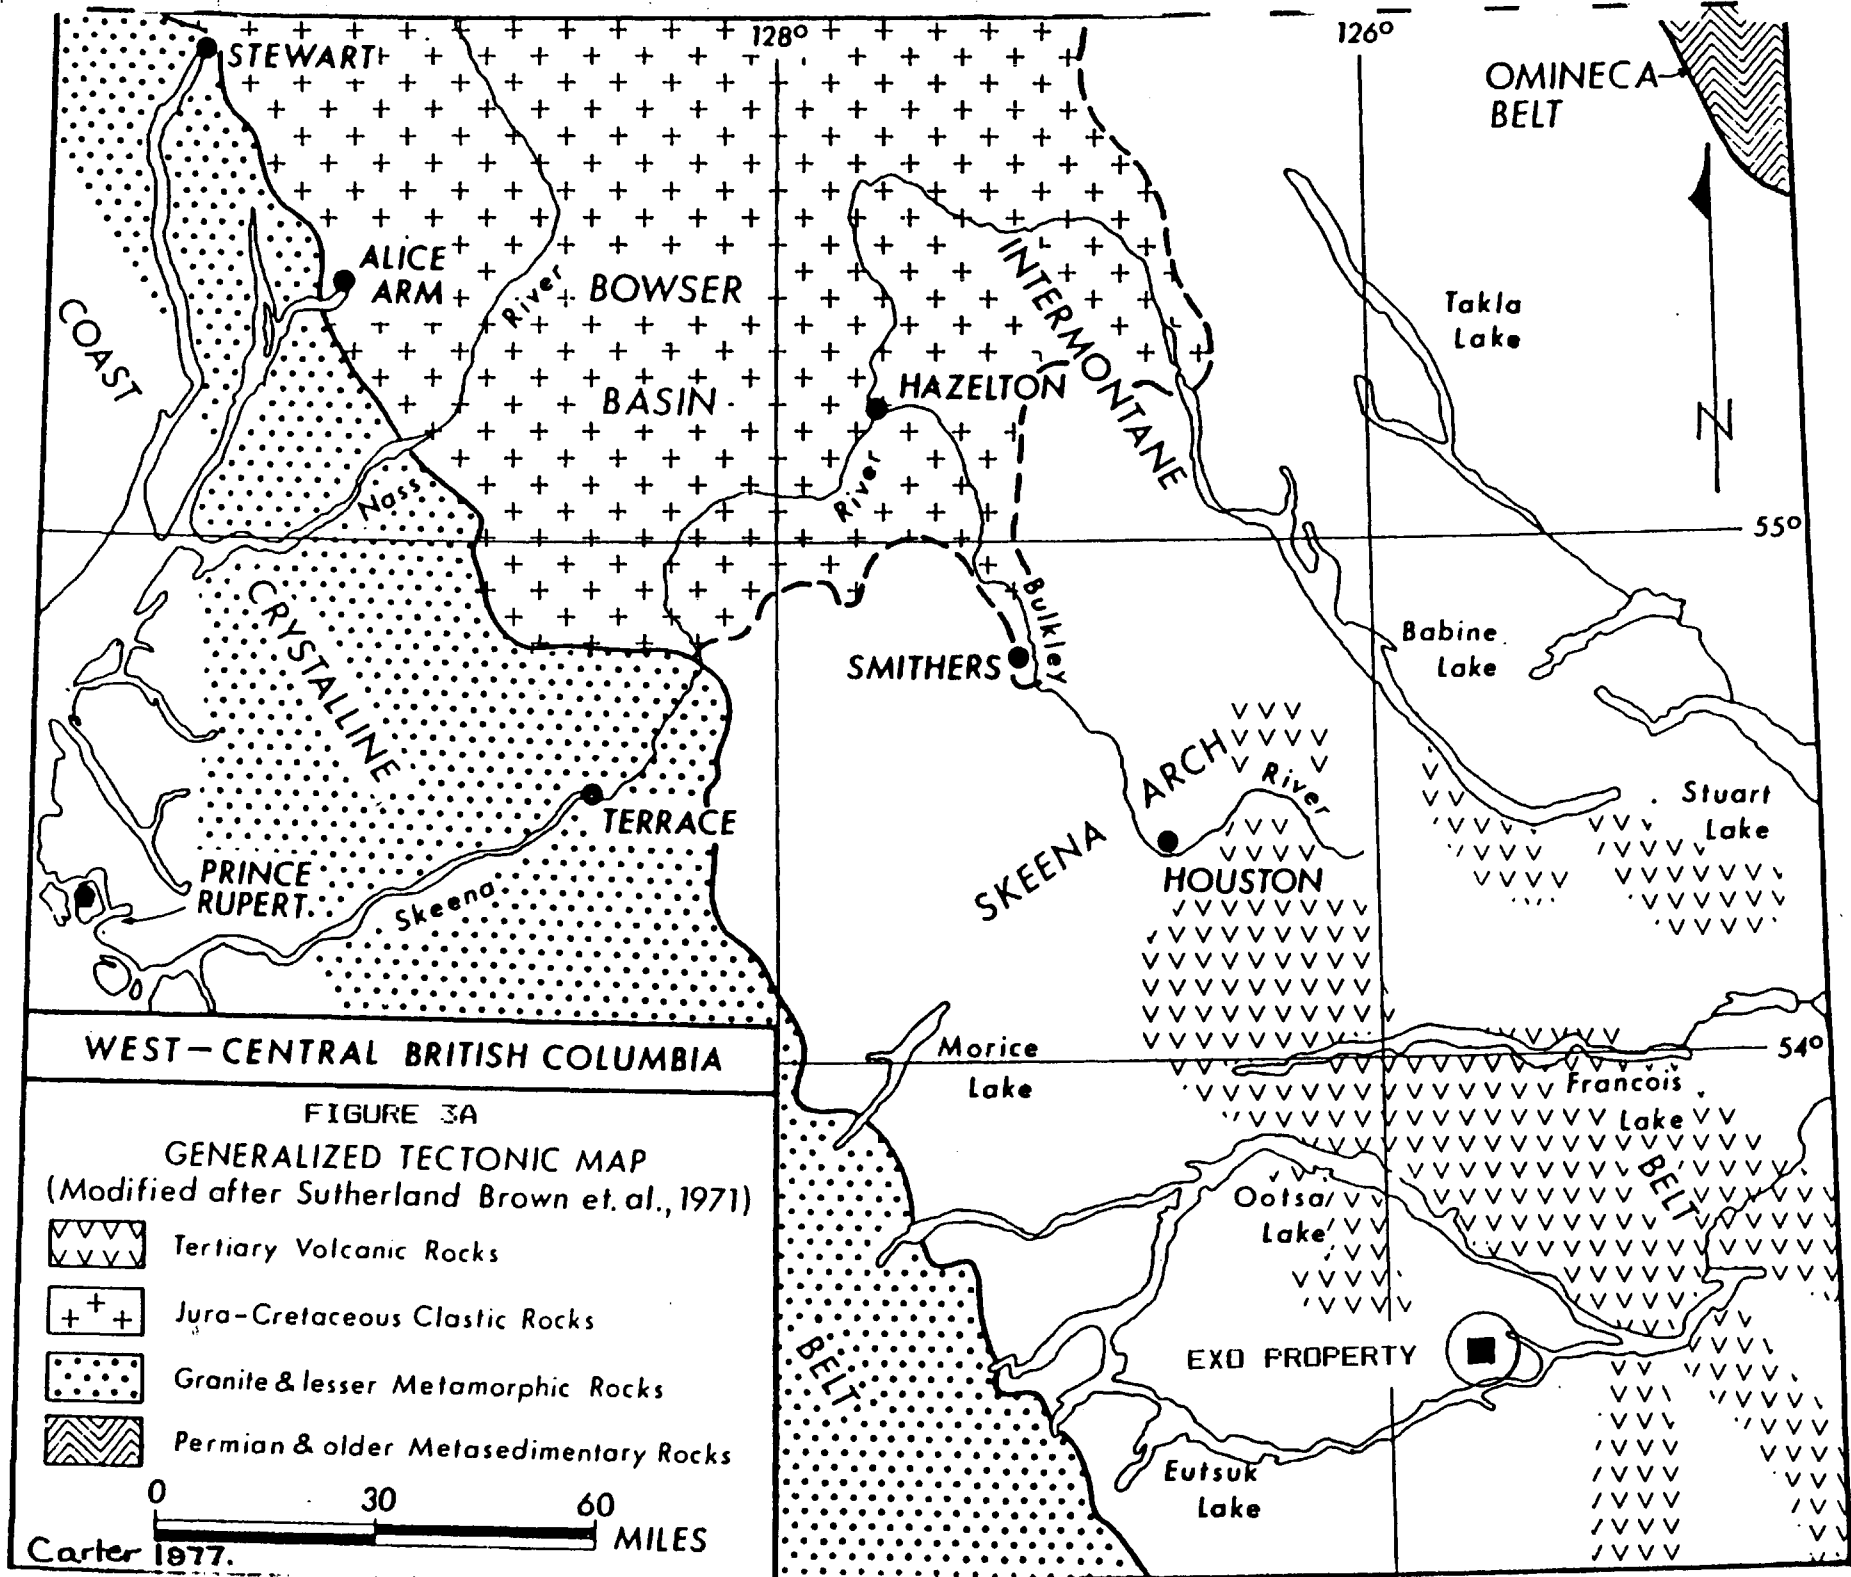 128°
126°
STEWART
OMINECA
BELT
ALICE
ARM
River
BOWSER
INTERMONTANE
COAST
Takla
Lake
BASIN
HAZELTON
N
Nass
River
55°
CRYSTALLINE
Bulkley
Babine
Lake
SMITHERS
ARCH
River
TERRACE
Stuart
Lake
SKEENA
PRINCE
RUPERT
HOUSTON
Skeena
WEST-CENTRAL BRITISH COLUMBIA
Morice
Lake
54°
Francois
Lake
FIGURE 3A
GENERALIZED TECTONIC MAP
(Modified after Sutherland Brown et. al., 1971)
BELT
Ootsa
Lake
Tertiary Volcanic Rocks
Jura-Cretaceous Clastic Rocks
BELT
EXO PROPERTY
Granite & lesser Metamorphic Rocks
Permian & older Metasedimentary Rocks
Eutsuk
Lake
0 30 60
MILES
Carter 1977.